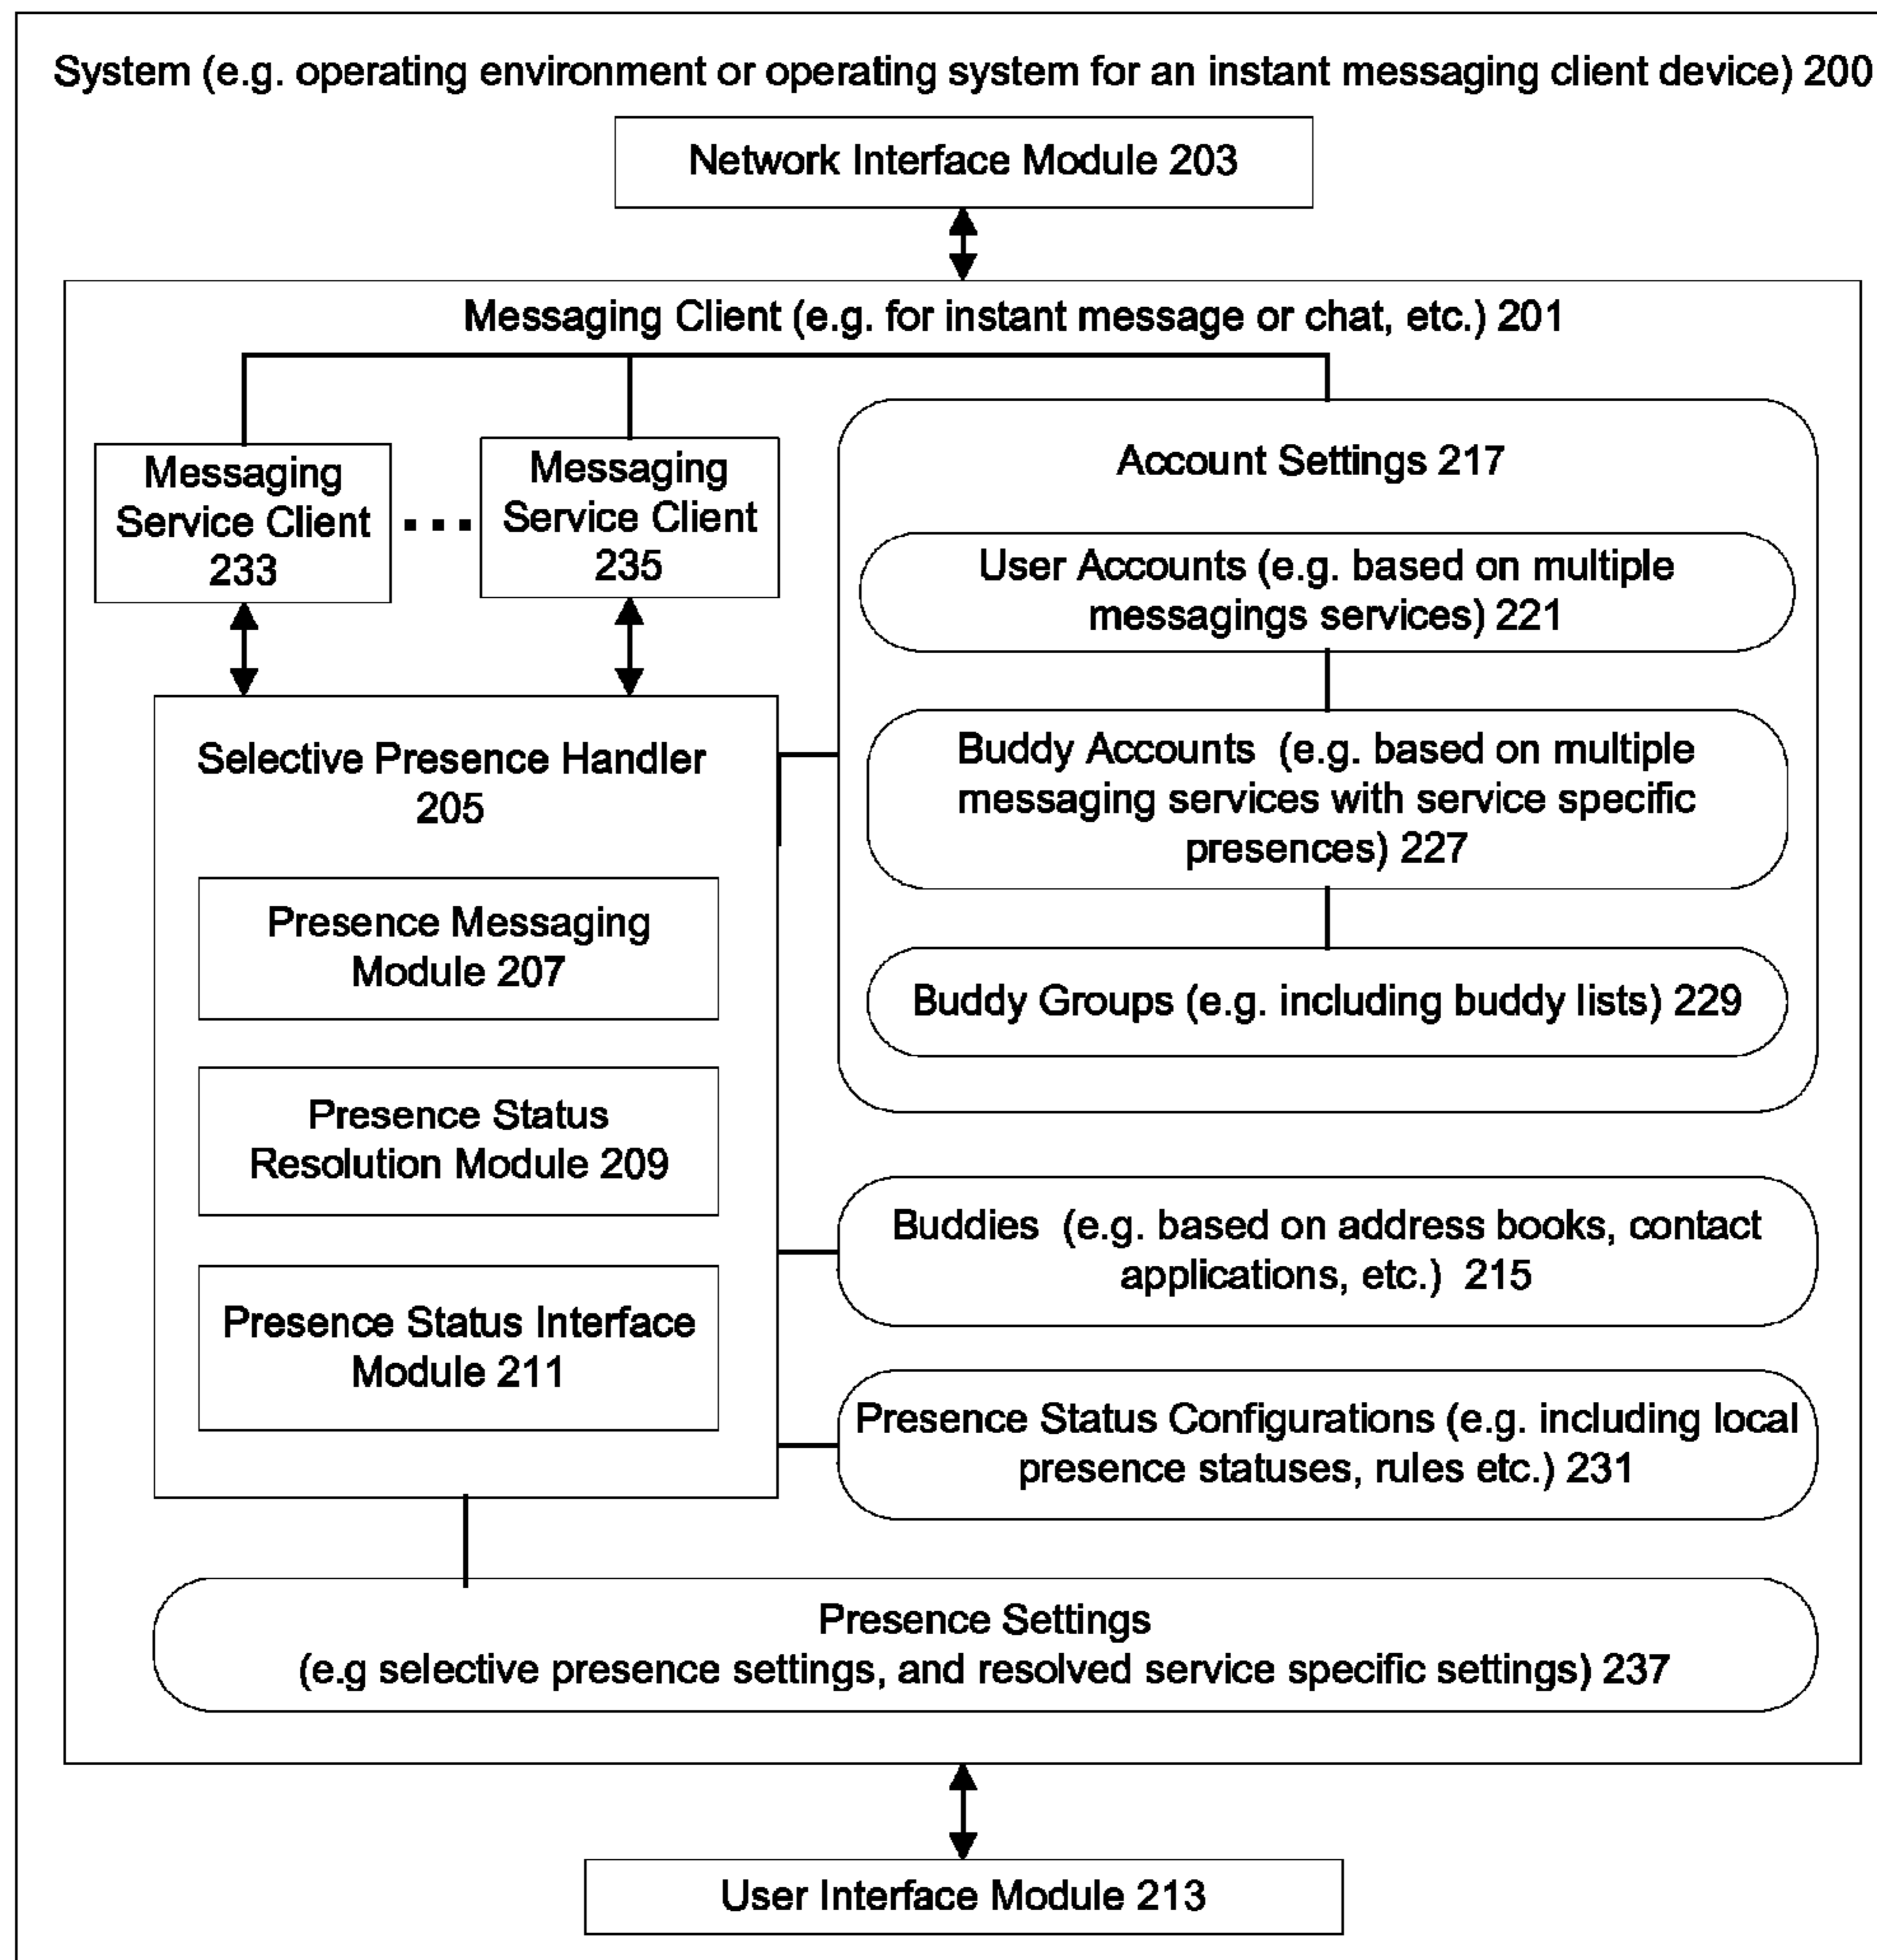 System (e.g. operating environment or operating system for an instant messaging client device) 200
Network Interface Module 203
Messaging Client (e.g. for instant message or chat, etc.) 201
Messaging
Service Client
233
Messaging
Service Client
235
Account Settings 217
User Accounts (e.g. based on multiple
messagings services) 221
Buddy Accounts (e.g. based on multiple
messaging services with service specific
presences) 227
Buddy Groups (e.g. including buddy lists) 229
Selective Presence Handler
205
Presence Messaging
Module 207
Presence Status
Resolution Module 209
Presence Status Interface
Module 211
Buddies (e.g. based on address books, contact
applications, etc.) 215
Presence Status Configurations (e.g. including local
presence statuses, rules etc.) 231
Presence Settings
(e.g selective presence settings, and resolved service specific settings) 237
User Interface Module 213